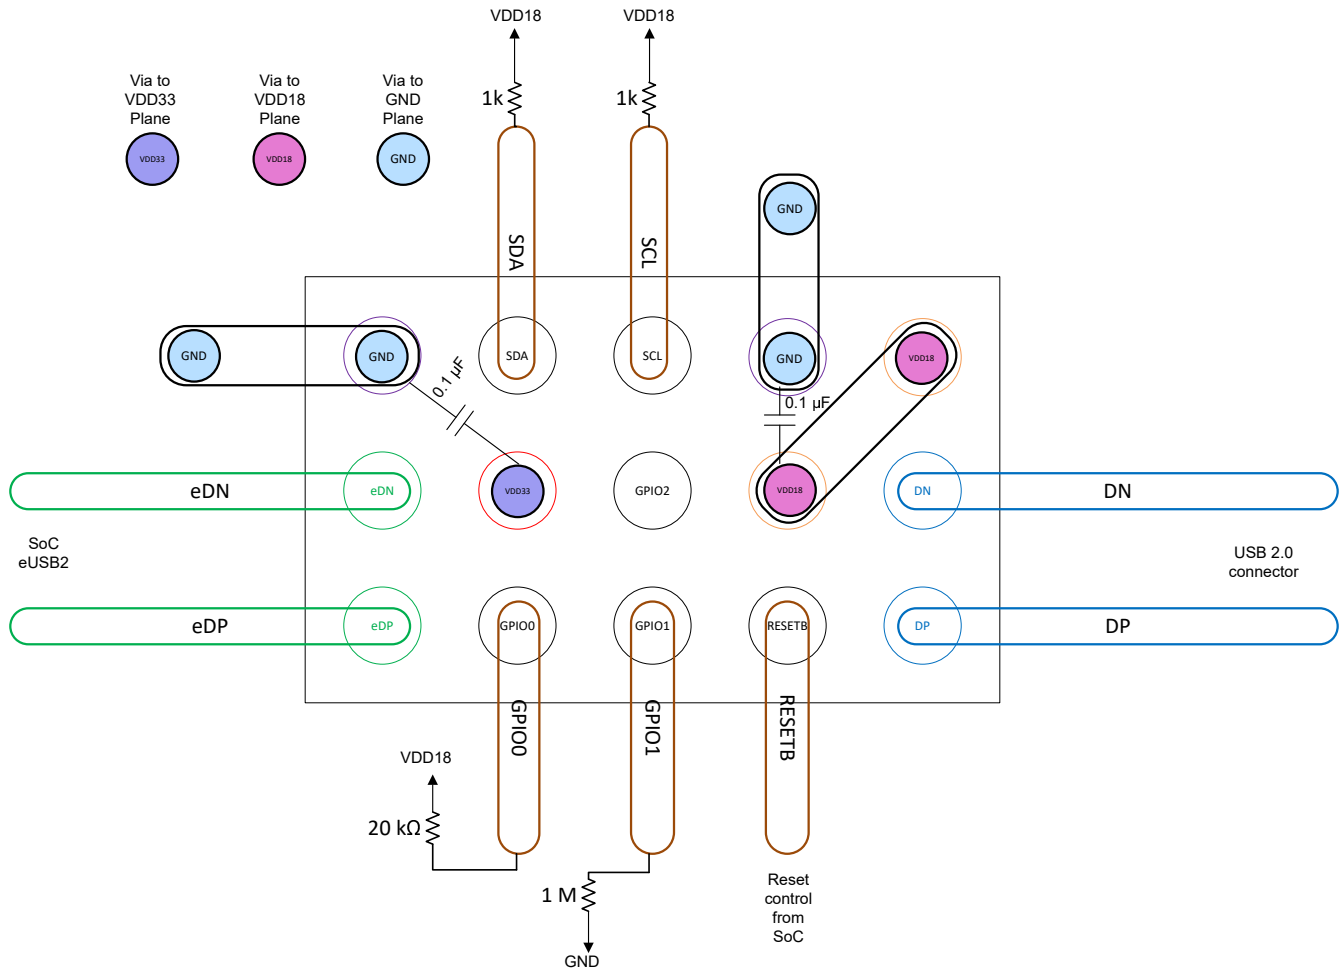 VDD18
VDD18
Via to
VDD33
Plane
Via to
VDD18
Plane
Via to
GND
Plane
1k
1k
VDD33
VDD18
GND
GND
SDA
SCL
GND
GND
SDA
SCL
GND
VDD18
0.1 µF
0.1 µF
eDN
eDN
VDD33
GPIO2
VDD18
DN
DN
SoC
eUSB2
USB 2.0
connector
eDP
eDP
GPIO0
GPIO1
RESETB
DP
DP
GPIO0
GPIO1
RESETB
VDD18
20 kΩ
1 M
GND
Reset
control
from
SoC